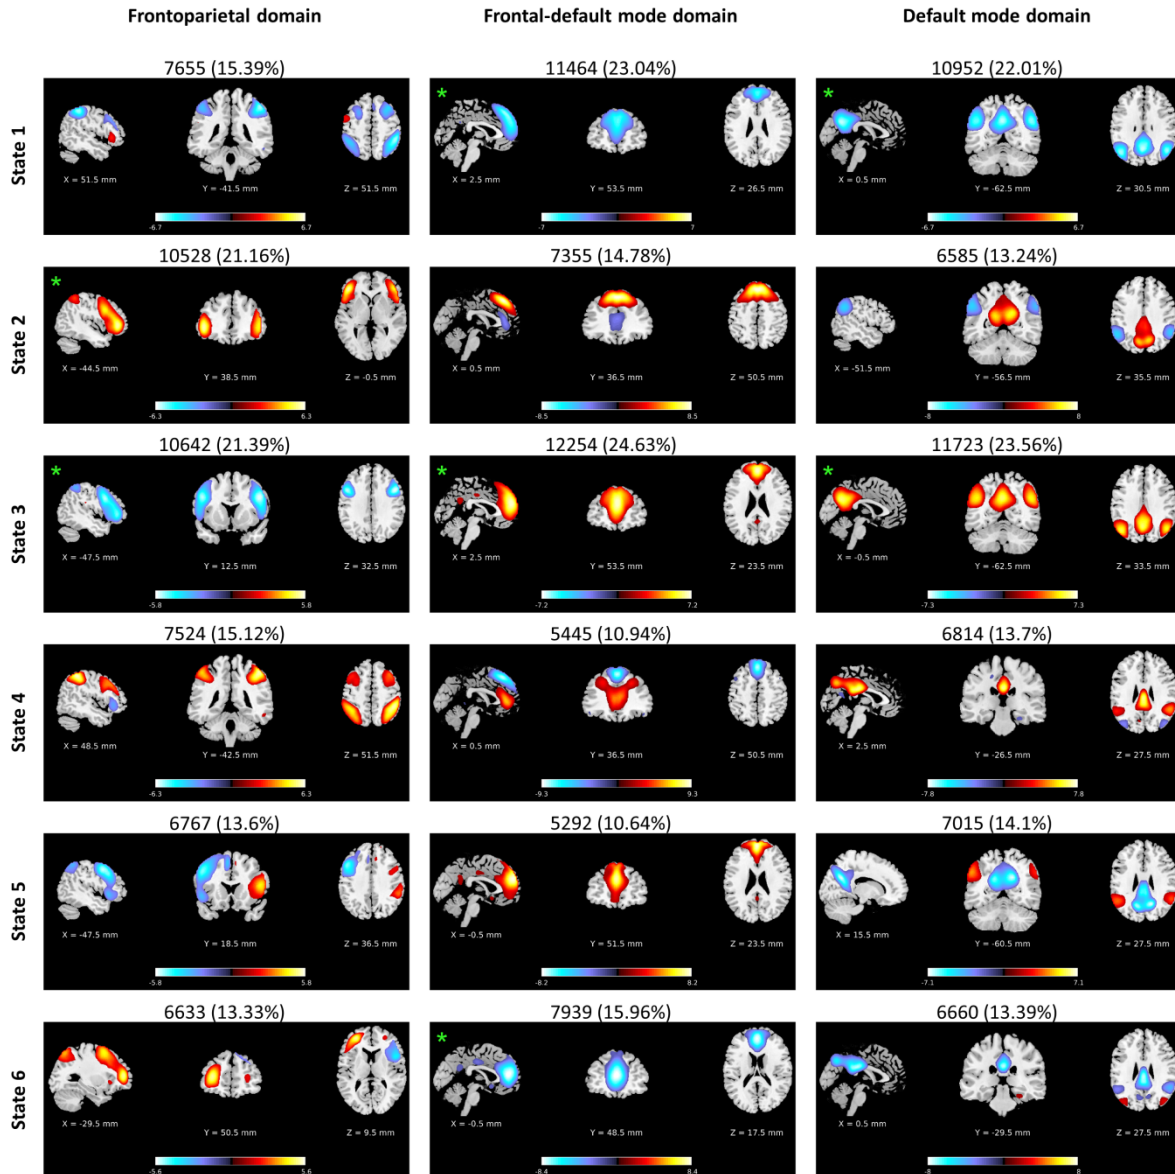 Frontoparietal domain Frontal-default mode domain Default mode domain
State 1
7655 (15.39%) 11464 (23.04%) 10952 (22.01%)
* *
X = 51.5 mm Y = -41.5 mm Z = 51.5 mm X = 2.5 mm Y = 53.5 mm Z = 26.5 mm X = 0.5 mm Y = -62.5 mm Z = 30.5 mm
-6.7 6.7 -7 7 -6.7 6.7
State 2
10528 (21.16%) 7355 (14.78%) 6585 (13.24%)
*
X = -44.5 mm Y = 38.5 mm Z = -0.5 mm X = 0.5 mm Y = 36.5 mm Z = 50.5 mm X = -51.5 mm Y = -56.5 mm Z = 35.5 mm
-6.3 6.3 -8.5 8.5 -8 8
State 3
10642 (21.39%) 12254 (24.63%) 11723 (23.56%)
* * *
X = -47.5 mm Y = 12.5 mm Z = 32.5 mm X = 2.5 mm Y = 53.5 mm Z = 23.5 mm X = -0.5 mm Y = -62.5 mm Z = 33.5 mm
-5.8 5.8 -7.2 7.2 -7.3 7.3
State 4
7524 (15.12%) 5445 (10.94%) 6814 (13.7%)
X = 48.5 mm Y = -42.5 mm Z = 51.5 mm X = 0.5 mm Y = 36.5 mm Z = 50.5 mm X = 2.5 mm Y = -26.5 mm Z = 27.5 mm
-6.3 6.3 -9.3 9.3 -7.8 7.8
State 5
6767 (13.6%) 5292 (10.64%) 7015 (14.1%)
X = -47.5 mm Y = 18.5 mm Z = 36.5 mm X = -0.5 mm Y = 51.5 mm Z = 23.5 mm X = 15.5 mm Y = -60.5 mm Z = 27.5 mm
-5.8 5.8 -8.2 8.2 -7.1 7.1
State 6
6633 (13.33%) 7939 (15.96%) 6660 (13.39%)
*
X = -29.5 mm Y = 50.5 mm Z = 9.5 mm X = -0.5 mm Y = 48.5 mm Z = 17.5 mm X = 0.5 mm Y = -29.5 mm Z = 27.5 mm
-5.6 5.6 -8.4 8.4 -8 8